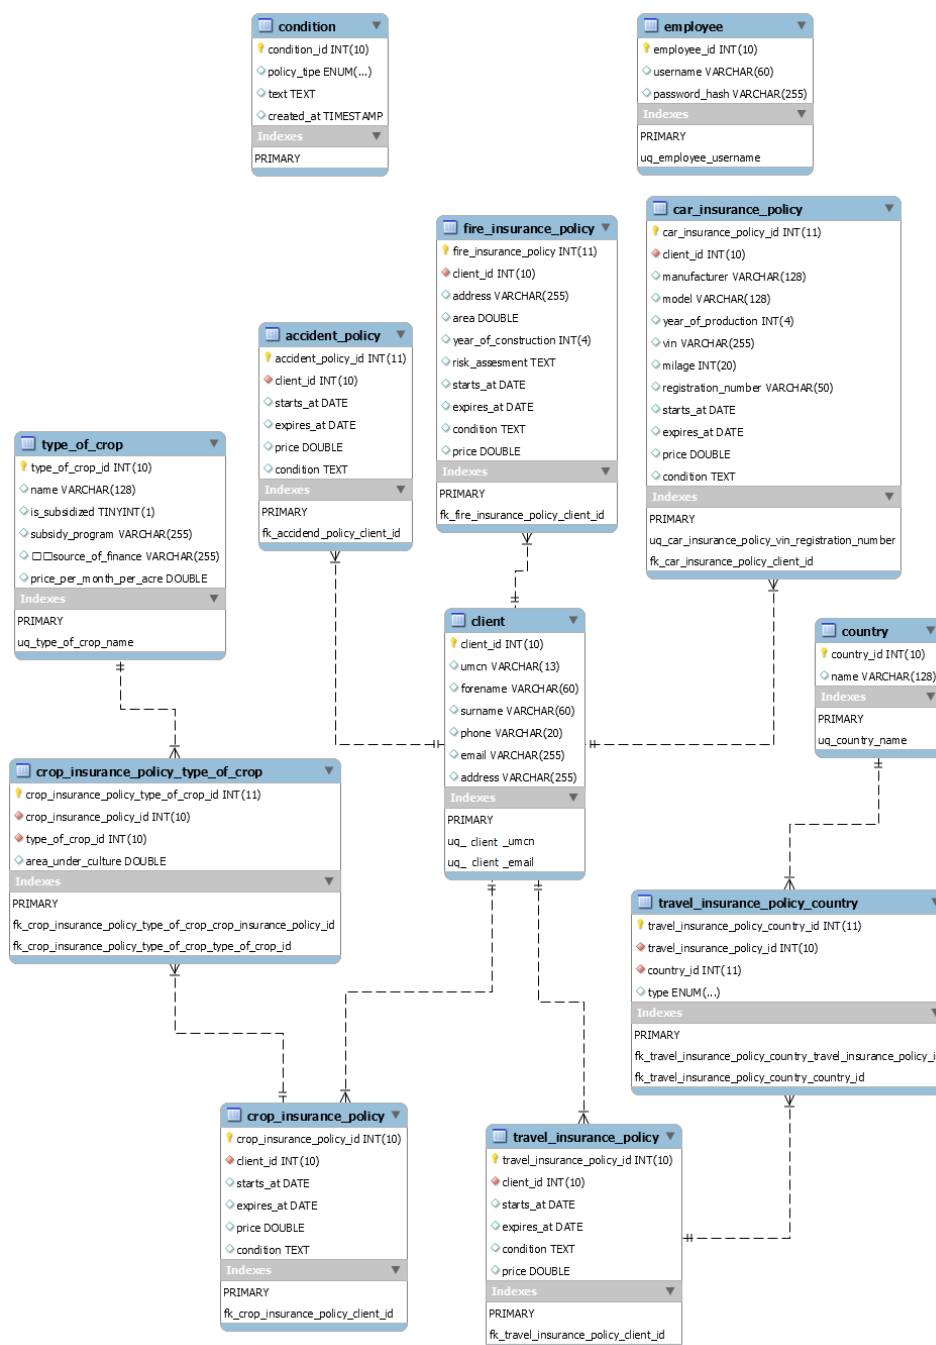 condition
condition_id INT(10)
policy_tipe ENUM(...)
text TEXT
created_at TIMESTAMP
Indexes
PRIMARY
employee
employee_id INT(10)
username VARCHAR(60)
password_hash VARCHAR(255)
Indexes
PRIMARY
uq_employee_username
car_insurance_policy
car_insurance_policy_id INT(11)
client_id INT(10)
manufacturer VARCHAR(128)
model VARCHAR(128)
year_of_production INT(4)
vin VARCHAR(255)
milage INT(20)
registration_number VARCHAR(50)
starts_at DATE
expires_at DATE
price DOUBLE
condition TEXT
Indexes
PRIMARY
uq_car_insurance_policy_vin_registration_number
fk_car_insurance_policy_client_id
fire_insurance_policy
fire_insurance_policy INT(11)
client_id INT(10)
address VARCHAR(255)
area DOUBLE
year_of_construction INT(4)
risk_assesment TEXT
starts_at DATE
expires_at DATE
condition TEXT
price DOUBLE
Indexes
PRIMARY
fk_fire_insurance_policy_client_id
accident_policy
accident_policy_id INT(11)
client_id INT(10)
starts_at DATE
expires_at DATE
price DOUBLE
condition TEXT
Indexes
PRIMARY
fk_accidend_policy_client_id
type_of_crop
type_of_crop_id INT(10)
name VARCHAR(128)
is_subsidized TINYINT(1)
subsidy_program VARCHAR(255)
□□source_of_finance VARCHAR(255)
price_per_month_per_acre DOUBLE
Indexes
PRIMARY
uq_type_of_crop_name
client
client_id INT(10)
umcn VARCHAR(13)
forename VARCHAR(60)
surname VARCHAR(60)
phone VARCHAR(20)
email VARCHAR(255)
address VARCHAR(255)
Indexes
PRIMARY
uq_ client _umcn
uq_ client _email
country
country_id INT(10)
name VARCHAR(128)
Indexes
PRIMARY
uq_country_name
crop_insurance_policy_type_of_crop
crop_insurance_policy_type_of_crop_id INT(11)
crop_insurance_policy_id INT(10)
type_of_crop_id INT(10)
area_under_culture DOUBLE
Indexes
PRIMARY
fk_crop_insurance_policy_type_of_crop_crop_insurance_policy_id
fk_crop_insurance_policy_type_of_crop_type_of_crop_id
travel_insurance_policy_country
travel_insurance_policy_country_id INT(11)
travel_insurance_policy_id INT(10)
country_id INT(11)
type ENUM(...)
Indexes
PRIMARY
fk_travel_insurance_policy_country_travel_insurance_policy_i
fk_travel_insurance_policy_country_country_id
crop_insurance_policy
crop_insurance_policy_id INT(10)
client_id INT(10)
starts_at DATE
expires_at DATE
price DOUBLE
condition TEXT
Indexes
PRIMARY
fk_crop_insurance_policy_client_id
travel_insurance_policy
travel_insurance_policy_id INT(10)
client_id INT(10)
starts_at DATE
expires_at DATE
condition TEXT
price DOUBLE
Indexes
PRIMARY
fk_travel_insurance_policy_client_id